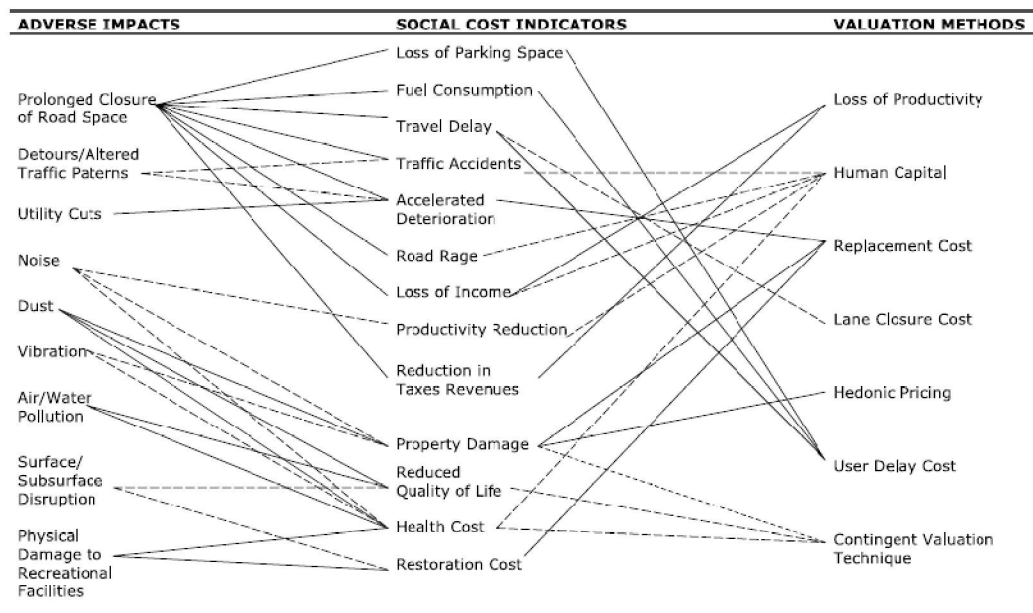 ADVERSE IMPACTS
SOCIAL COST INDICATORS
VALUATION METHODS
Prolonged Closure
of Road Space
Detours/Altered
Traffic Paterns
Utility Cuts
Noise
Dust
Vibration
Air/Water
Pollution
Surface/
Subsurface
Disruption
Physical
Damage to
Recreational
Facilities
Loss of Parking Space
Fuel Consumption
Travel Delay
Traffic Accidents
Accelerated
Deterioration
Road Rage
Loss of Income
Productivity Reduction
Reduction in
Taxes Revenues
Property Damage
Reduced
Quality of Life
Health Cost
Restoration Cost
Loss of Productivity
Human Capital
Replacement Cost
Lane Closure Cost
Hedonic Pricing
User Delay Cost
Contingent Valuation
Technique